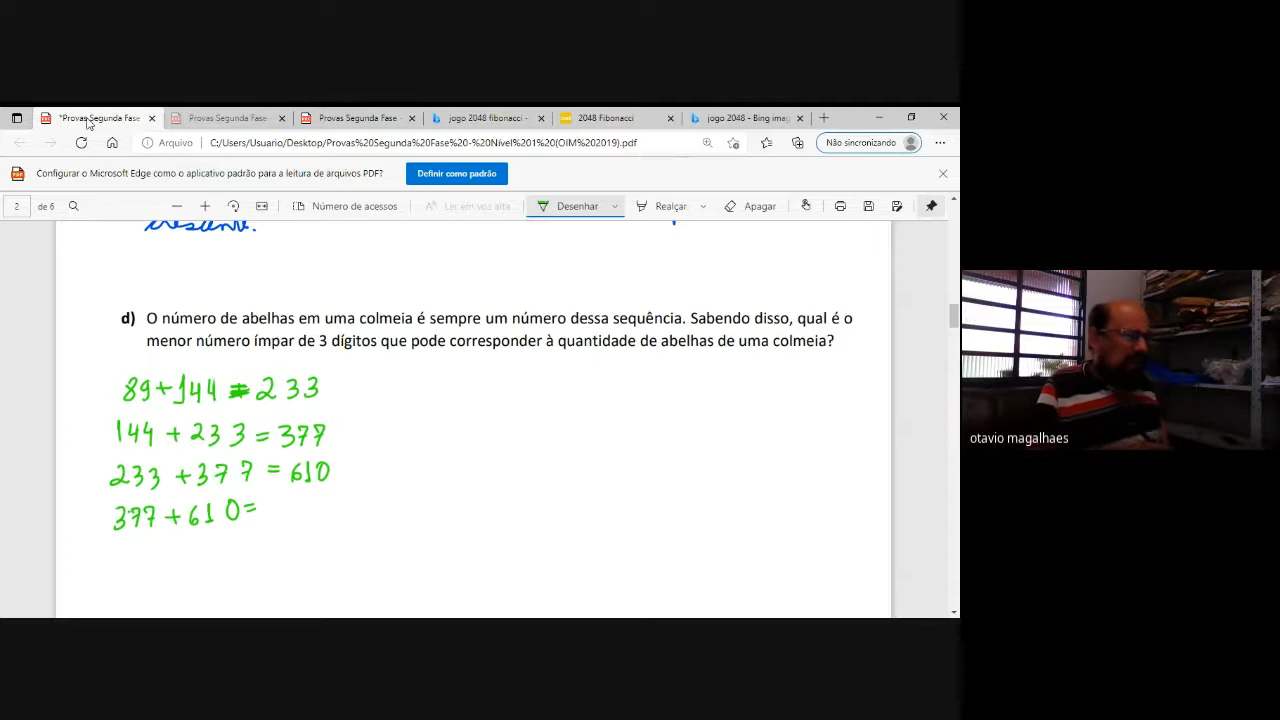 *Provas Segunda Fase
Provas Segunda Fase
Provas Segunda Fase -
jogo 2048 fibonacci -
2048 Fibonacci
jogo 2048 - Bing imag
Arquivo C:/Users/Usuario/Desktop/Provas%20Segunda%20Fase%20-%20Nível%201%20(OIM%202019).pdf
Não sincronizando
Configurar o Microsoft Edge como o aplicativo padrão para a leitura de arquivos PDF? Definir como padrão
2 de 6 Número de acessos Ler em voz alta Desenhar Realçar Apagar
d) O número de abelhas em uma colmeia é sempre um número dessa sequência. Sabendo disso, qual é o
menor número ímpar de 3 dígitos que pode corresponder à quantidade de abelhas de uma colmeia?
89+144 = 233
144 + 233 = 377
233 + 377 = 610
377 + 610=
otavio magalhaes